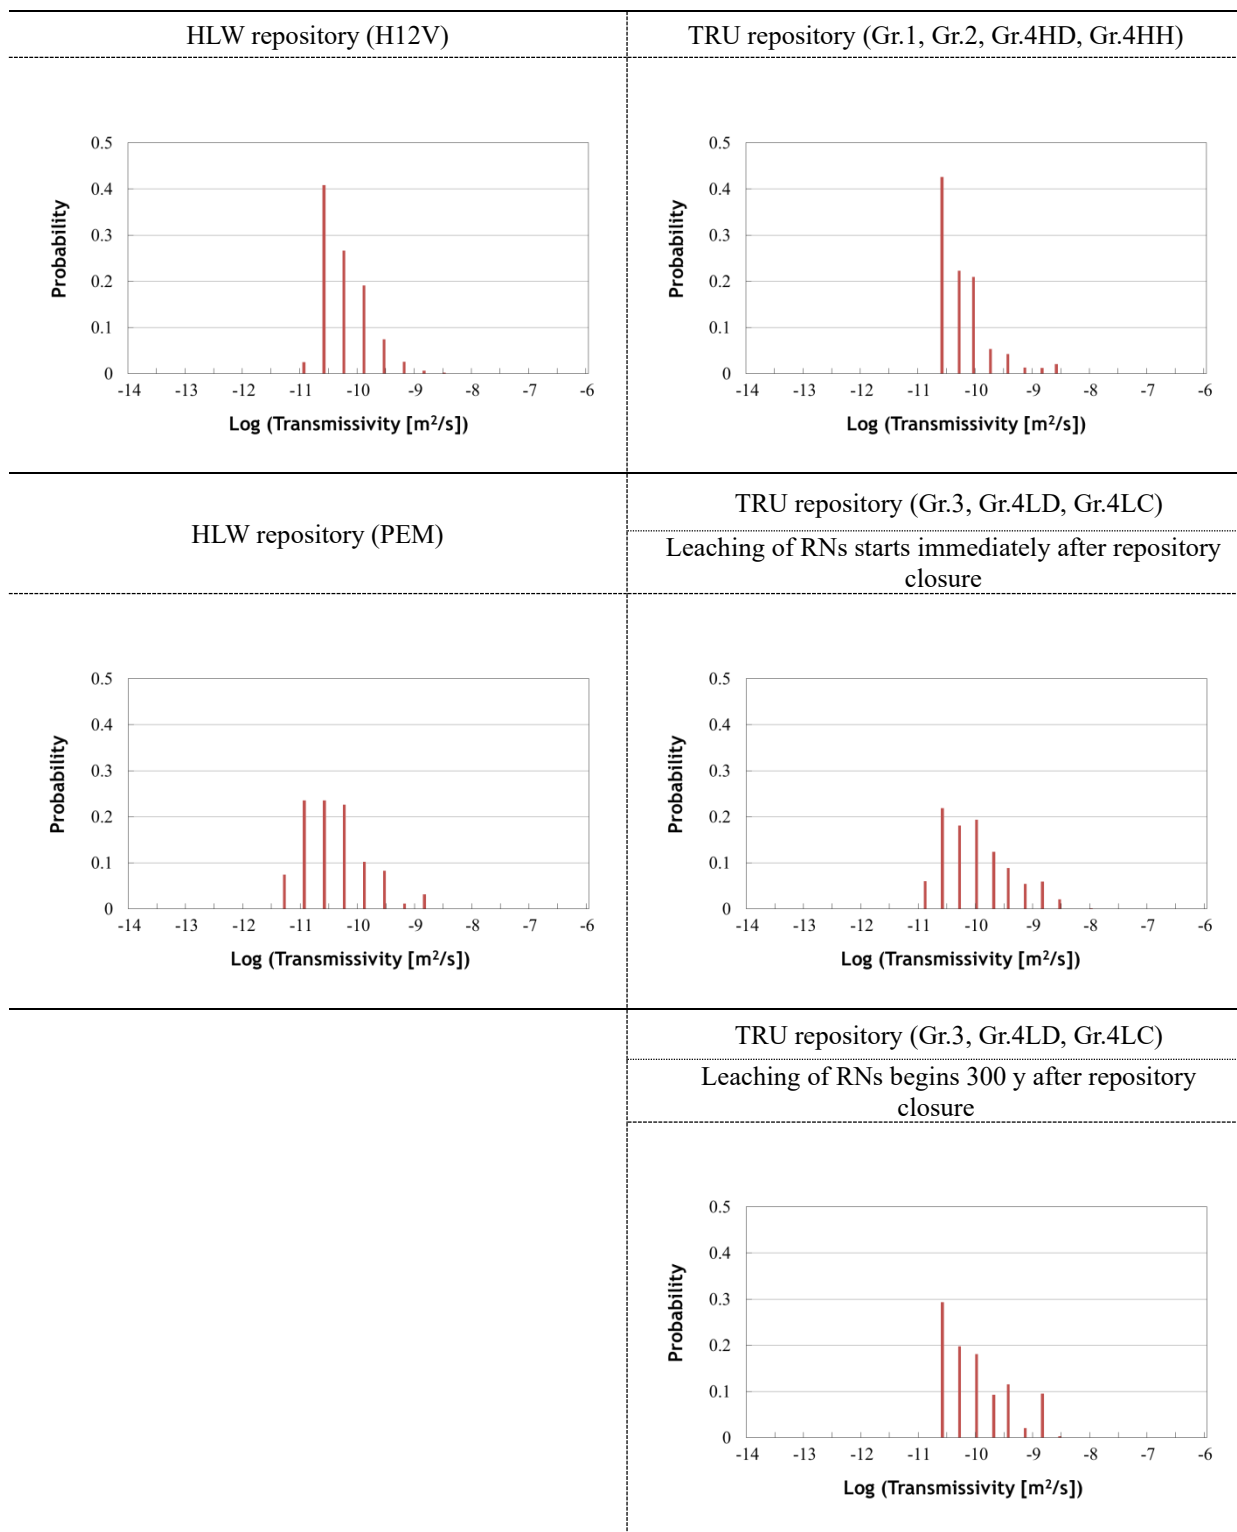 HLW repository (H12V)
TRU repository (Gr.1, Gr.2, Gr.4HD, Gr.4HH)
0.5
0.4
0.3
0.2
0.1
0
Probability
-14 -13 -12 -11 -10 -9 -8 -7 -6
Log (Transmissivity [m²/s])
0.5
0.4
0.3
0.2
0.1
0
Probability
-14 -13 -12 -11 -10 -9 -8 -7 -6
Log (Transmissivity [m²/s])
HLW repository (PEM)
TRU repository (Gr.3, Gr.4LD, Gr.4LC)
Leaching of RNs starts immediately after repository
closure
0.5
0.4
0.3
0.2
0.1
0
Probability
-14 -13 -12 -11 -10 -9 -8 -7 -6
Log (Transmissivity [m²/s])
0.5
0.4
0.3
0.2
0.1
0
Probability
-14 -13 -12 -11 -10 -9 -8 -7 -6
Log (Transmissivity [m²/s])
TRU repository (Gr.3, Gr.4LD, Gr.4LC)
Leaching of RNs begins 300 y after repository
closure
0.5
0.4
0.3
0.2
0.1
0
Probability
-14 -13 -12 -11 -10 -9 -8 -7 -6
Log (Transmissivity [m²/s])